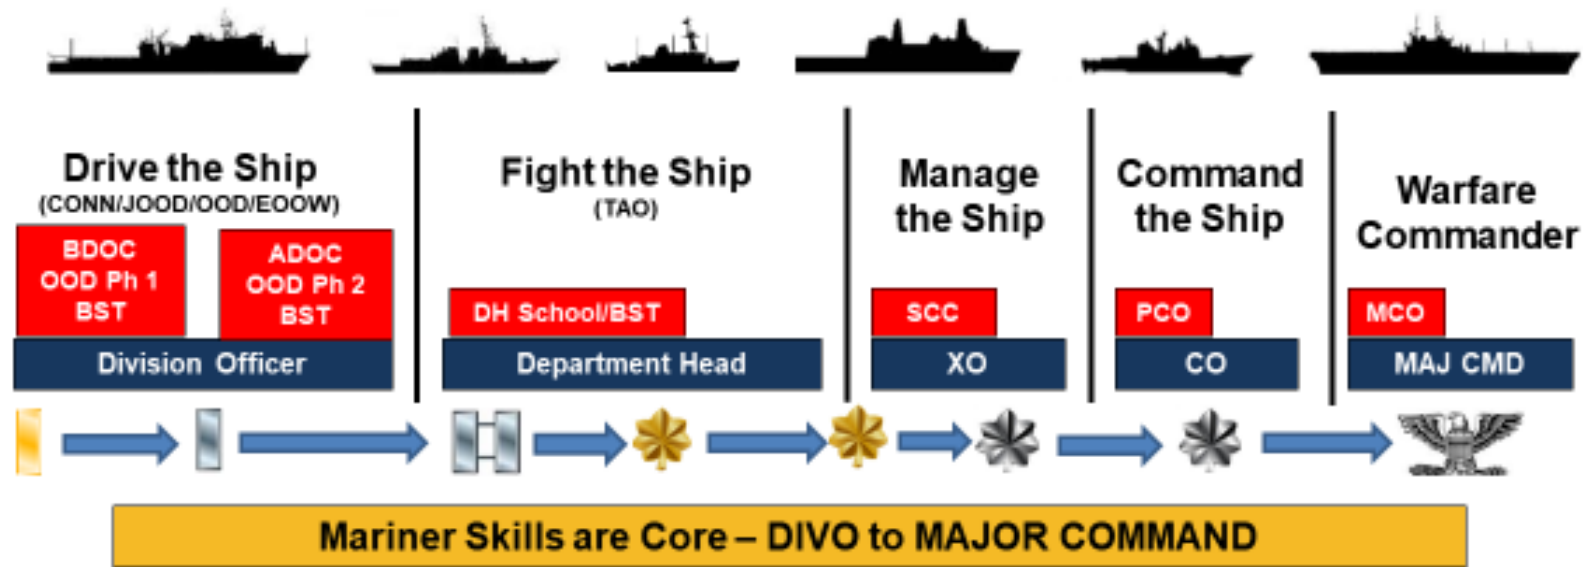 Drive the Ship
(CONN/JOOD/OOD/EOOW)
BDOC
OOD Ph 1
BST
ADOC
OOD Ph 2
BST
Division Officer
Fight the Ship
(TAO)
DH School/BST
Department Head
Manage
the Ship
SCC
XO
Command
the Ship
PCO
CO
Warfare
Commander
MCO
MAJ CMD
Mariner Skills are Core – DIVO to MAJOR COMMAND